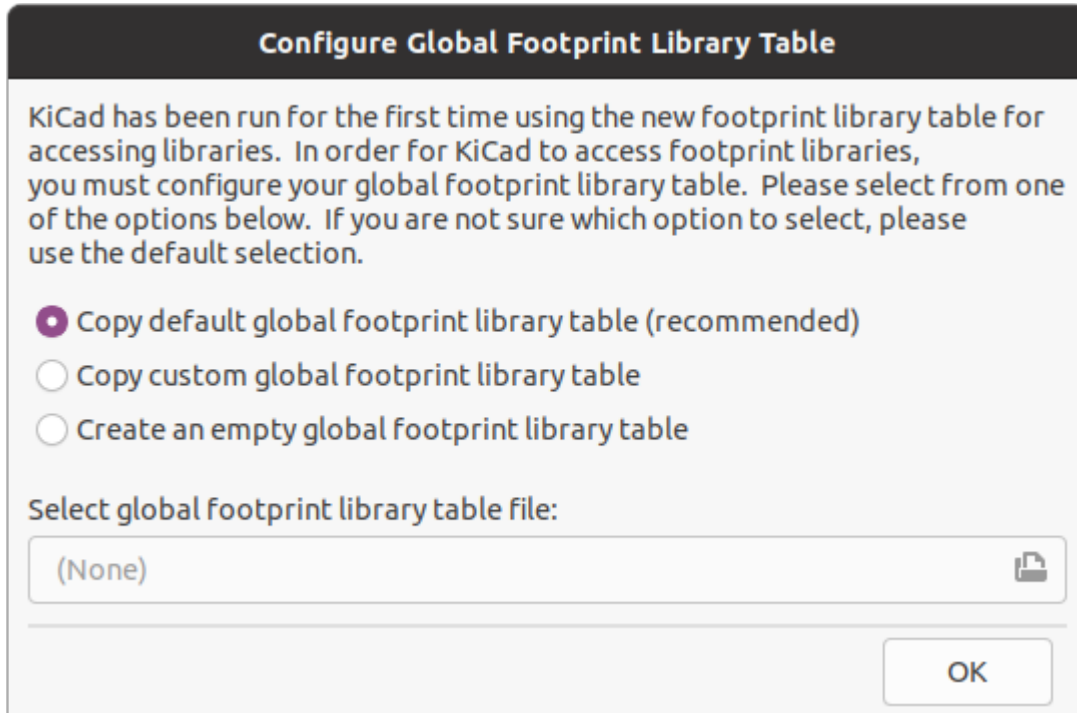 Configure Global Footprint Library Table
KiCad has been run for the first time using the new footprint library table for
accessing libraries.  In order for KiCad to access footprint libraries,
you must configure your global footprint library table.  Please select from one
of the options below.  If you are not sure which option to select, please
use the default selection.
Copy default global footprint library table (recommended)
Copy custom global footprint library table
Create an empty global footprint library table
Select global footprint library table file:
(None)
OK